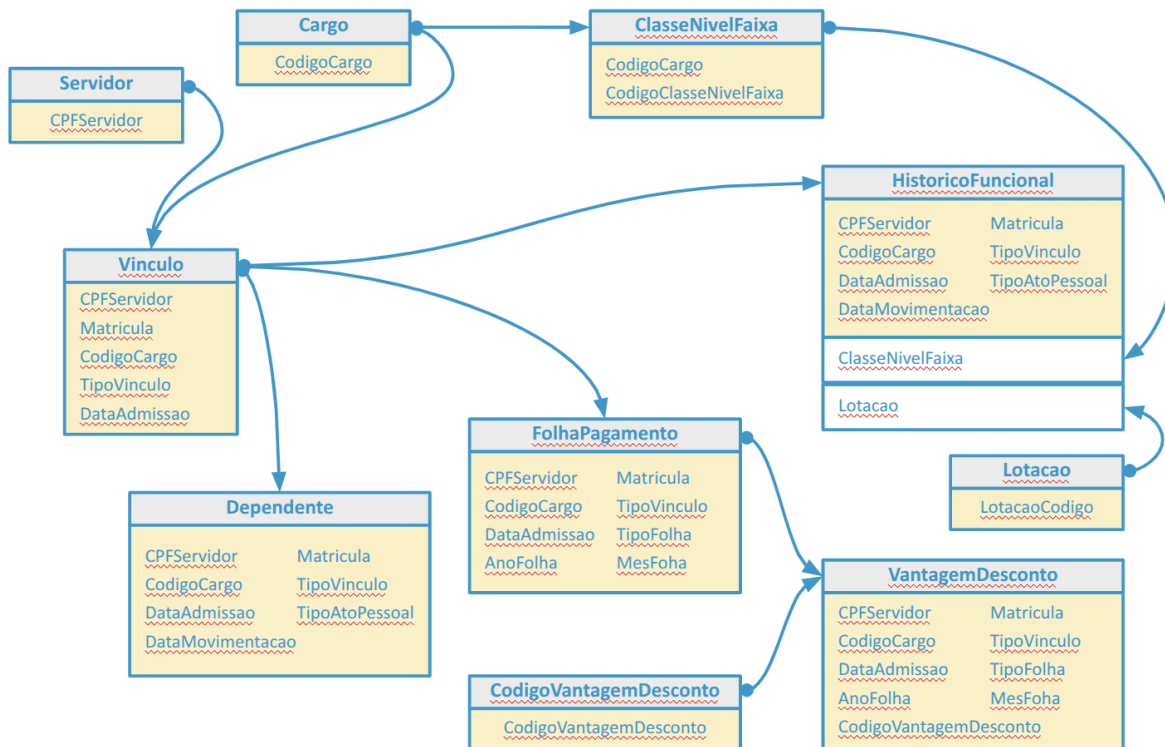 Cargo
CodigoCargo
ClasseNivelFaixa
CodigoCargo
CodigoClasseNivelFaixa
Servidor
CPFServidor
HistoricoFuncional
CPFServidor Matricula
CodigoCargo TipoVinculo
DataAdmissao TipoAtoPessoal
DataMovimentacao
ClasseNivelFaixa
Lotacao
Vinculo
CPFServidor
Matricula
CodigoCargo
TipoVinculo
DataAdmissao
FolhaPagamento
CPFServidor Matricula
CodigoCargo TipoVinculo
DataAdmissao TipoFolha
AnoFolha MesFoha
Lotacao
LotacaoCodigo
Dependente
CPFServidor Matricula
CodigoCargo TipoVinculo
DataAdmissao TipoAtoPessoal
DataMovimentacao
VantagemDesconto
CPFServidor Matricula
CodigoCargo TipoVinculo
DataAdmissao TipoFolha
AnoFolha MesFoha
CodigoVantagemDesconto
CodigoVantagemDesconto
CodigoVantagemDesconto